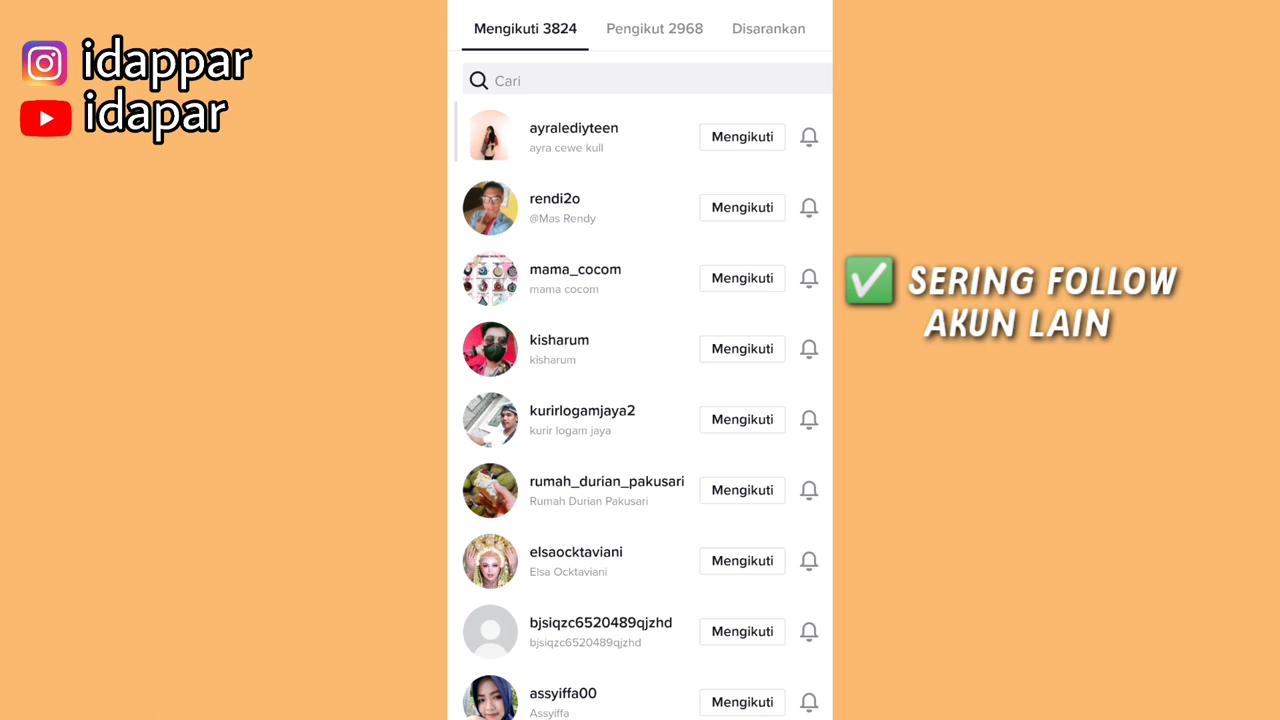 idappar
idapar
Mengikuti 3824 Pengikut 2968 Disarankan
Cari
ayralediyteen
ayra cewe kull
Mengikuti
rendi2o
@Mas Rendy
Mengikuti
mama_cocom
mama cocom
Mengikuti
kisharum
kisharum
Mengikuti
kurirlogamjaya2
kurir logam jaya
Mengikuti
rumah_durian_pakusari
Rumah Durian Pakusari
Mengikuti
elsaocktaviani
Elsa Ocktaviani
Mengikuti
bjsiqzc6520489qjzhd
bjsiqzc6520489qjzhd
Mengikuti
assyiffa00
Assyiffa
Mengikuti
✅ SERING FOLLOW
AKUN LAIN